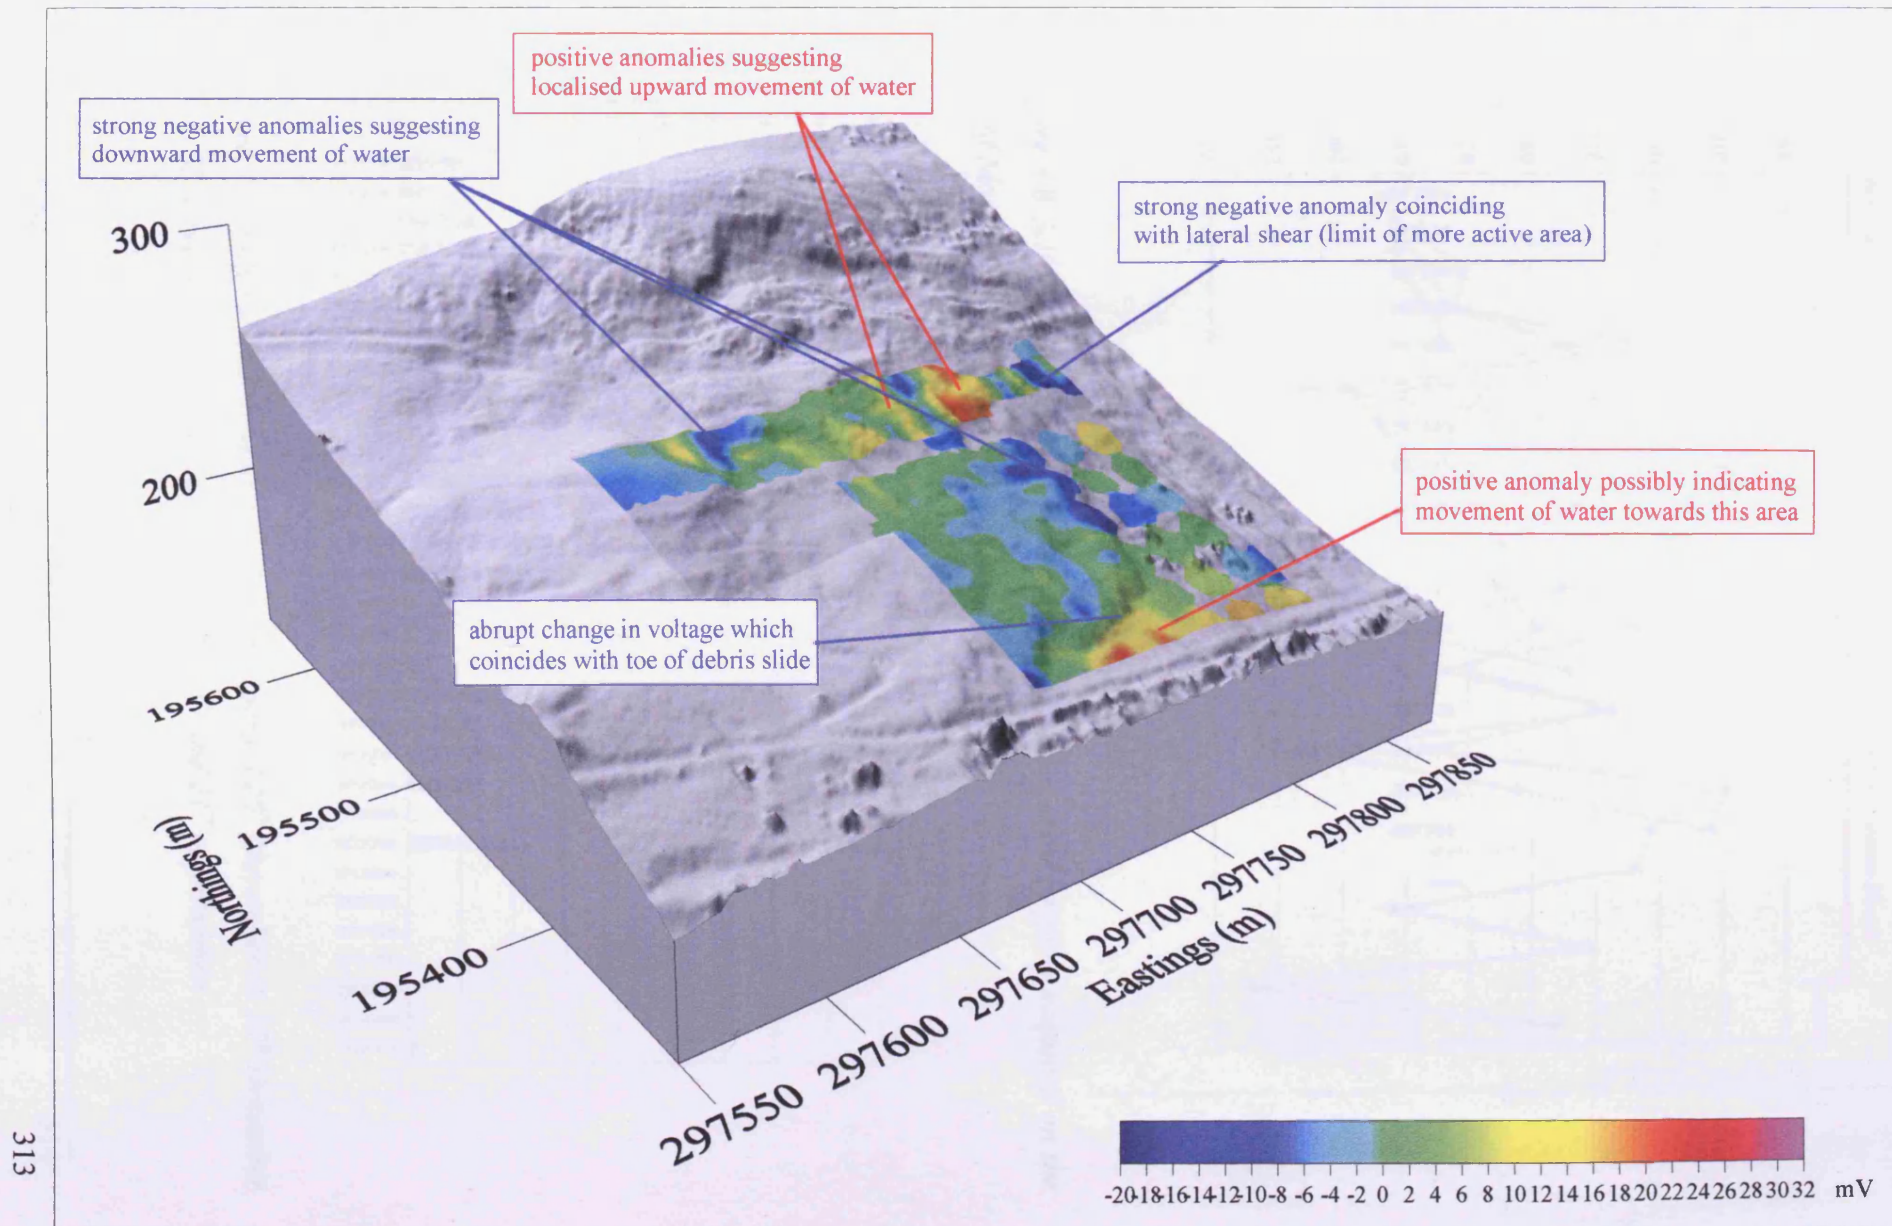 positive anomalies suggesting
localised upward movement of water
strong negative anomalies suggesting
downward movement of water
strong negative anomaly coinciding
with lateral shear (limit of more active area)
300
200
positive anomaly possibly indicating
movement of water towards this area
abrupt change in voltage which
coincides with toe of debris slide
195600
195500
195400
Northings (m)
297850
297800
297750
297700
297650
297600
297550
Eastings (m)
-20 -18 -16 -14 -12 -10 -8 -6 -4 -2 0 2 4 6 8 10 12 14 16 18 20 22 24 26 28 30 32 mV
313